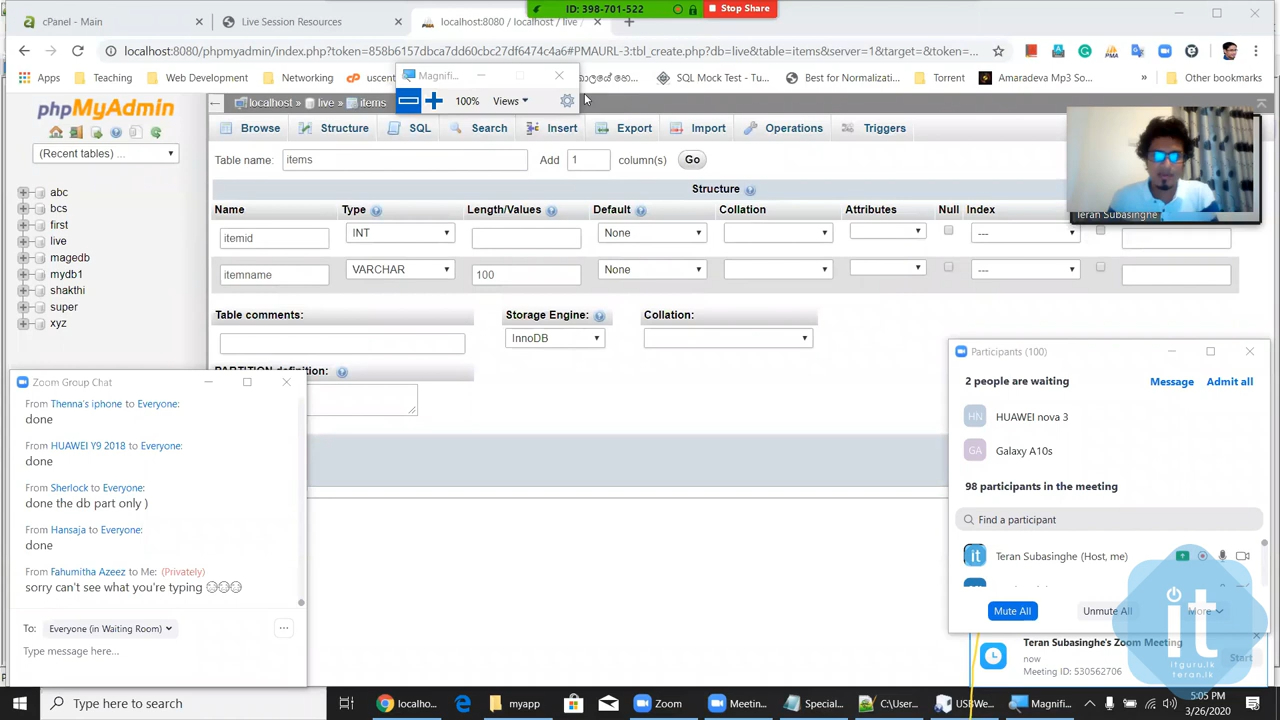 ID: 398-701-522
Stop Share
cPanel - Main
Live Session Resources
localhost:8080 / localhost / live /
localhost:8080/phpmyadmin/index.php?token=858b6157dbca7dd60cbc27df6474c4a6#PMAURL-3:tbl_create.php?db=live&table=items&server=1&target=&token=...
Apps
Teaching
Web Development
Networking
uscent
SQL Mock Test - Tu...
Best for Normalizati...
Torrent
Amaradeva Mp3 So...
»
Other bookmarks
Magnifi...
100%
Views
phpMyAdmin
(Recent tables) ...
abc
bcs
first
live
magedb
mydb1
shakthi
super
xyz
localhost » live » items
Browse
Structure
SQL
Search
Insert
Export
Import
Operations
Triggers
Table name:
items
Add
1
column(s)
Go
Structure
Name
Type
Length/Values
Default
Collation
Attributes
Null
Index
itemid
INT
None
---
itemname
VARCHAR
100
None
---
Table comments:
Storage Engine:
Collation:
InnoDB
PARTITION definition:
Teran Subasinghe
Zoom Group Chat
From Thenna's iphone to Everyone:
done
From HUAWEI Y9 2018 to Everyone:
done
From Sherlock to Everyone:
done the db part only )
From Hansaja to Everyone:
done
From Fahumitha Azeez to Me: (Privately)
sorry can't see what you're typing
To:
Everyone (in Waiting Room)
...
Type message here...
Participants (100)
2 people are waiting
Message
Admit all
HN
HUAWEI nova 3
GA
Galaxy A10s
98 participants in the meeting
Find a participant
it
Teran Subasinghe (Host, me)
Mute All
Unmute All
More
Teran Subasinghe's Zoom Meeting
now
Meeting ID: 530562706
Start
it
itguru.lk
teran.lk
Type here to search
localho...
myapp
Zoom
Meetin...
Special...
C:\User...
USBWe...
Magnifi...
5:05 PM
3/26/2020